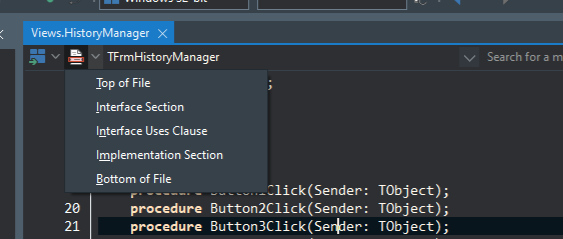 Windows 32-bit
Views.HistoryManager
TFrmHistoryManager
Search for a m
Top of File
;
Interface Section
Interface Uses Clause
Implementation Section
Bottom of File
procedure Button1Click(Sender: TObject);
20 procedure Button2Click(Sender: TObject);
21 procedure Button3Click(Sender: TObject);